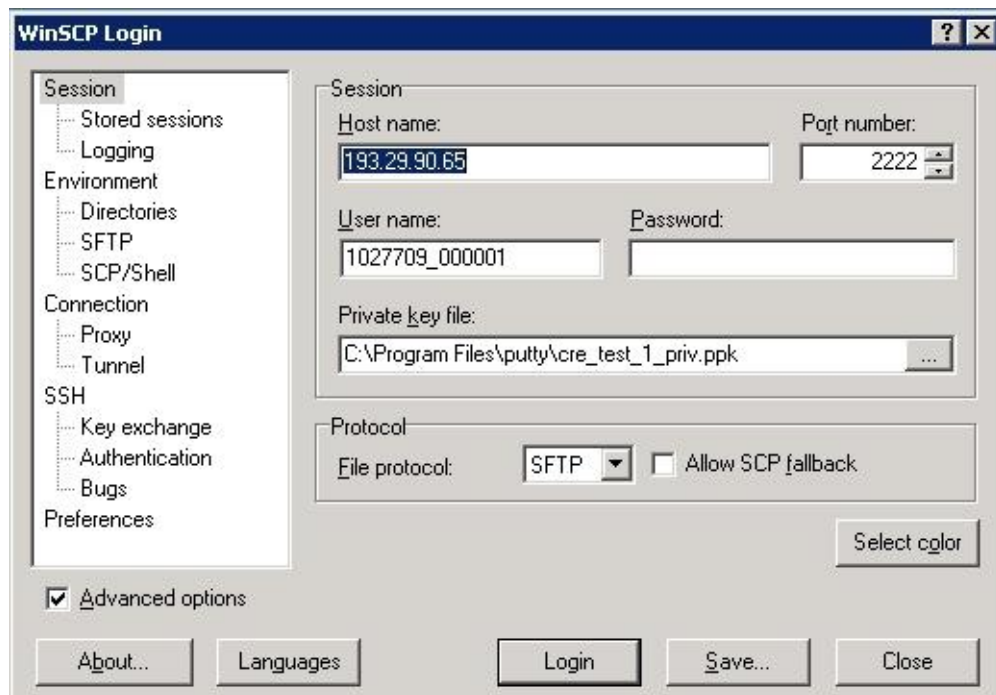 WinSCP Login
Session
Stored sessions
Logging
Environment
Directories
SFTP
SCP/Shell
Connection
Proxy
Tunnel
SSH
Key exchange
Authentication
Bugs
Preferences
Advanced options
Session
Host name:
Port number:
193.29.90.65
2222
User name:
Password:
1027709_000001
Private key file:
C:\Program Files\putty\cre_test_1_priv.ppk
...
Protocol
File protocol:
SFTP
Allow SCP fallback
Select color
About...
Languages
Login
Save...
Close